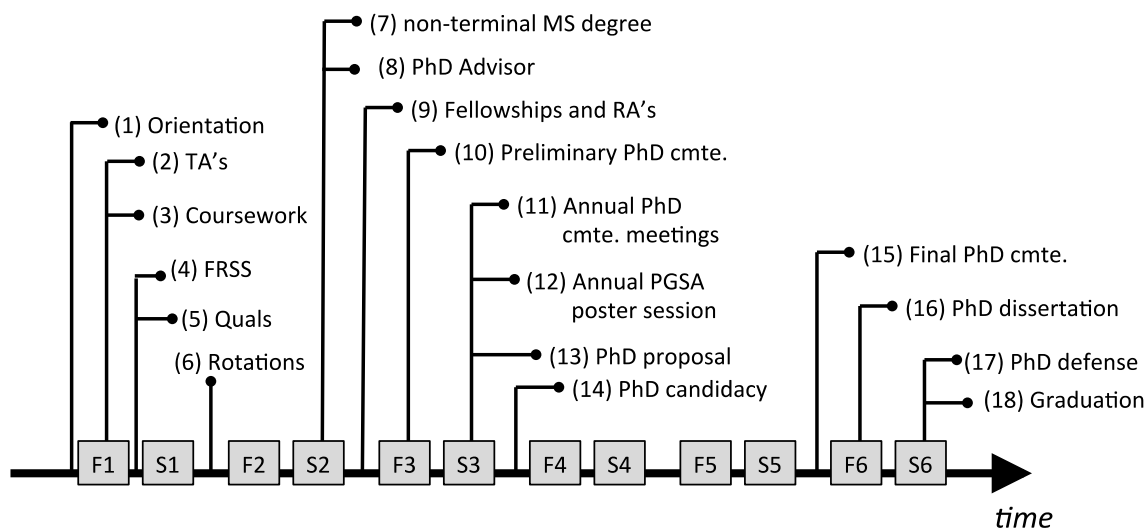 (7) non-terminal MS degree
(8) PhD Advisor
(9) Fellowships and RA's
(1) Orientation
(10) Preliminary PhD cmte.
(2) TA's
(11) Annual PhD
cmte. meetings
(3) Coursework
(15) Final PhD cmte.
(4) FRSS
(12) Annual PGSA
poster session
(16) PhD dissertation
(5) Quals
(13) PhD proposal
(6) Rotations
(17) PhD defense
(14) PhD candidacy
(18) Graduation
F1 S1 F2 S2 F3 S3 F4 S4 F5 S5 F6 S6
time